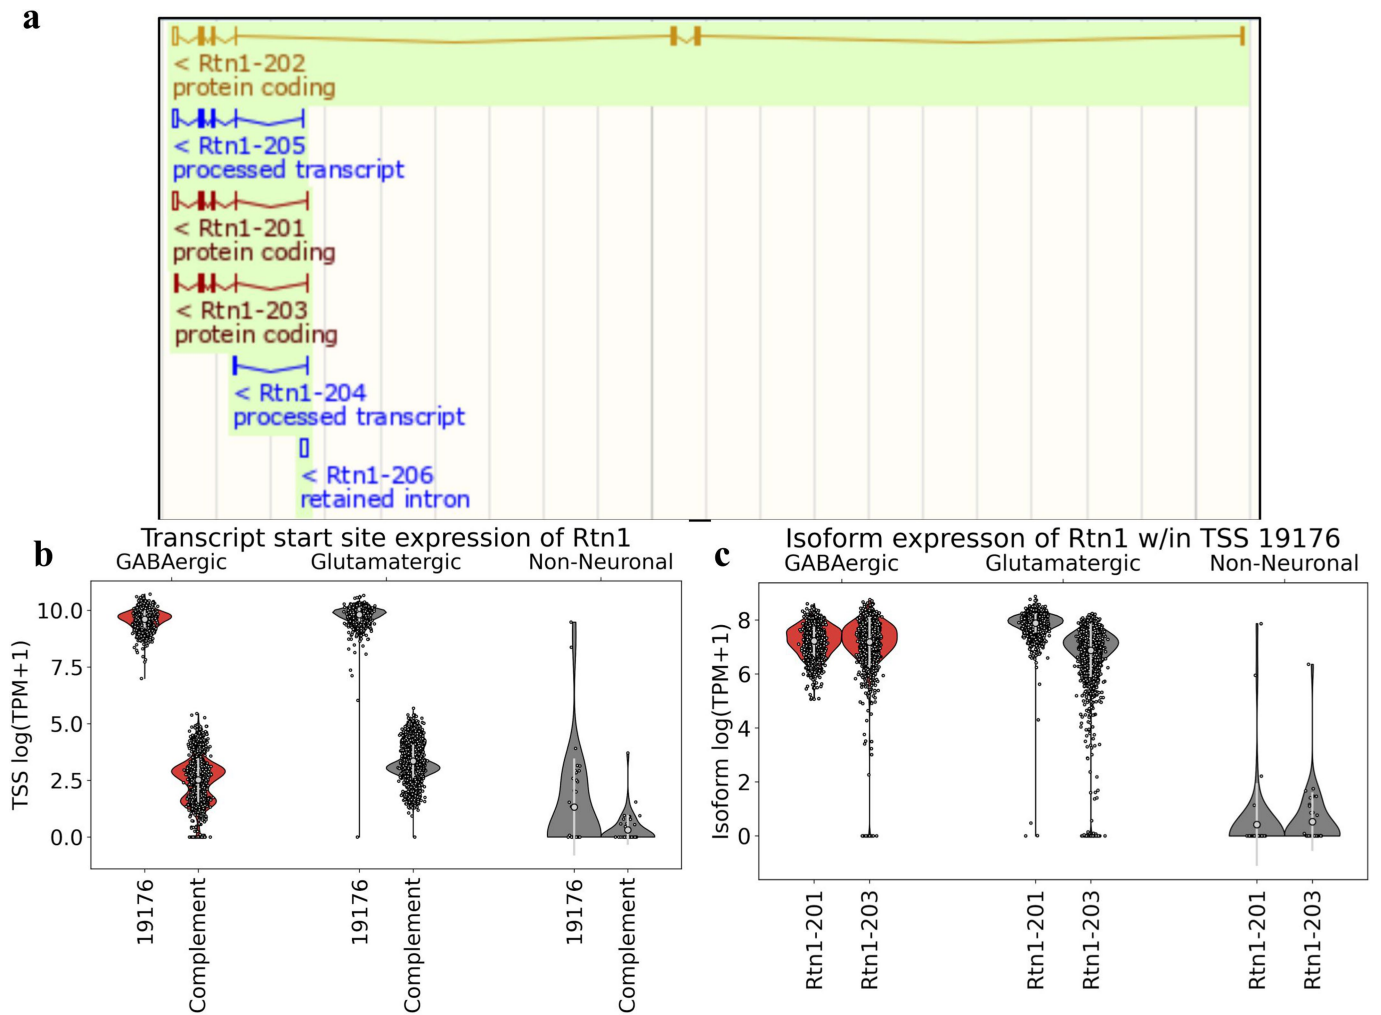 a
< Rtn1-202
protein coding
< Rtn1-205
processed transcript
< Rtn1-201
protein coding
< Rtn1-203
protein coding
< Rtn1-204
processed transcript
< Rtn1-206
retained intron
b
Transcript start site expression of Rtn1
GABAergic
Glutamatergic
Non-Neuronal
TSS log(TPM+1)
10.0
7.5
5.0
2.5
0.0
19176
Complement
19176
Complement
19176
Complement
c
Isoform expresson of Rtn1 w/in TSS 19176
GABAergic
Glutamatergic
Non-Neuronal
Isoform log(TPM+1)
8
6
4
2
0
Rtn1-201
Rtn1-203
Rtn1-201
Rtn1-203
Rtn1-201
Rtn1-203